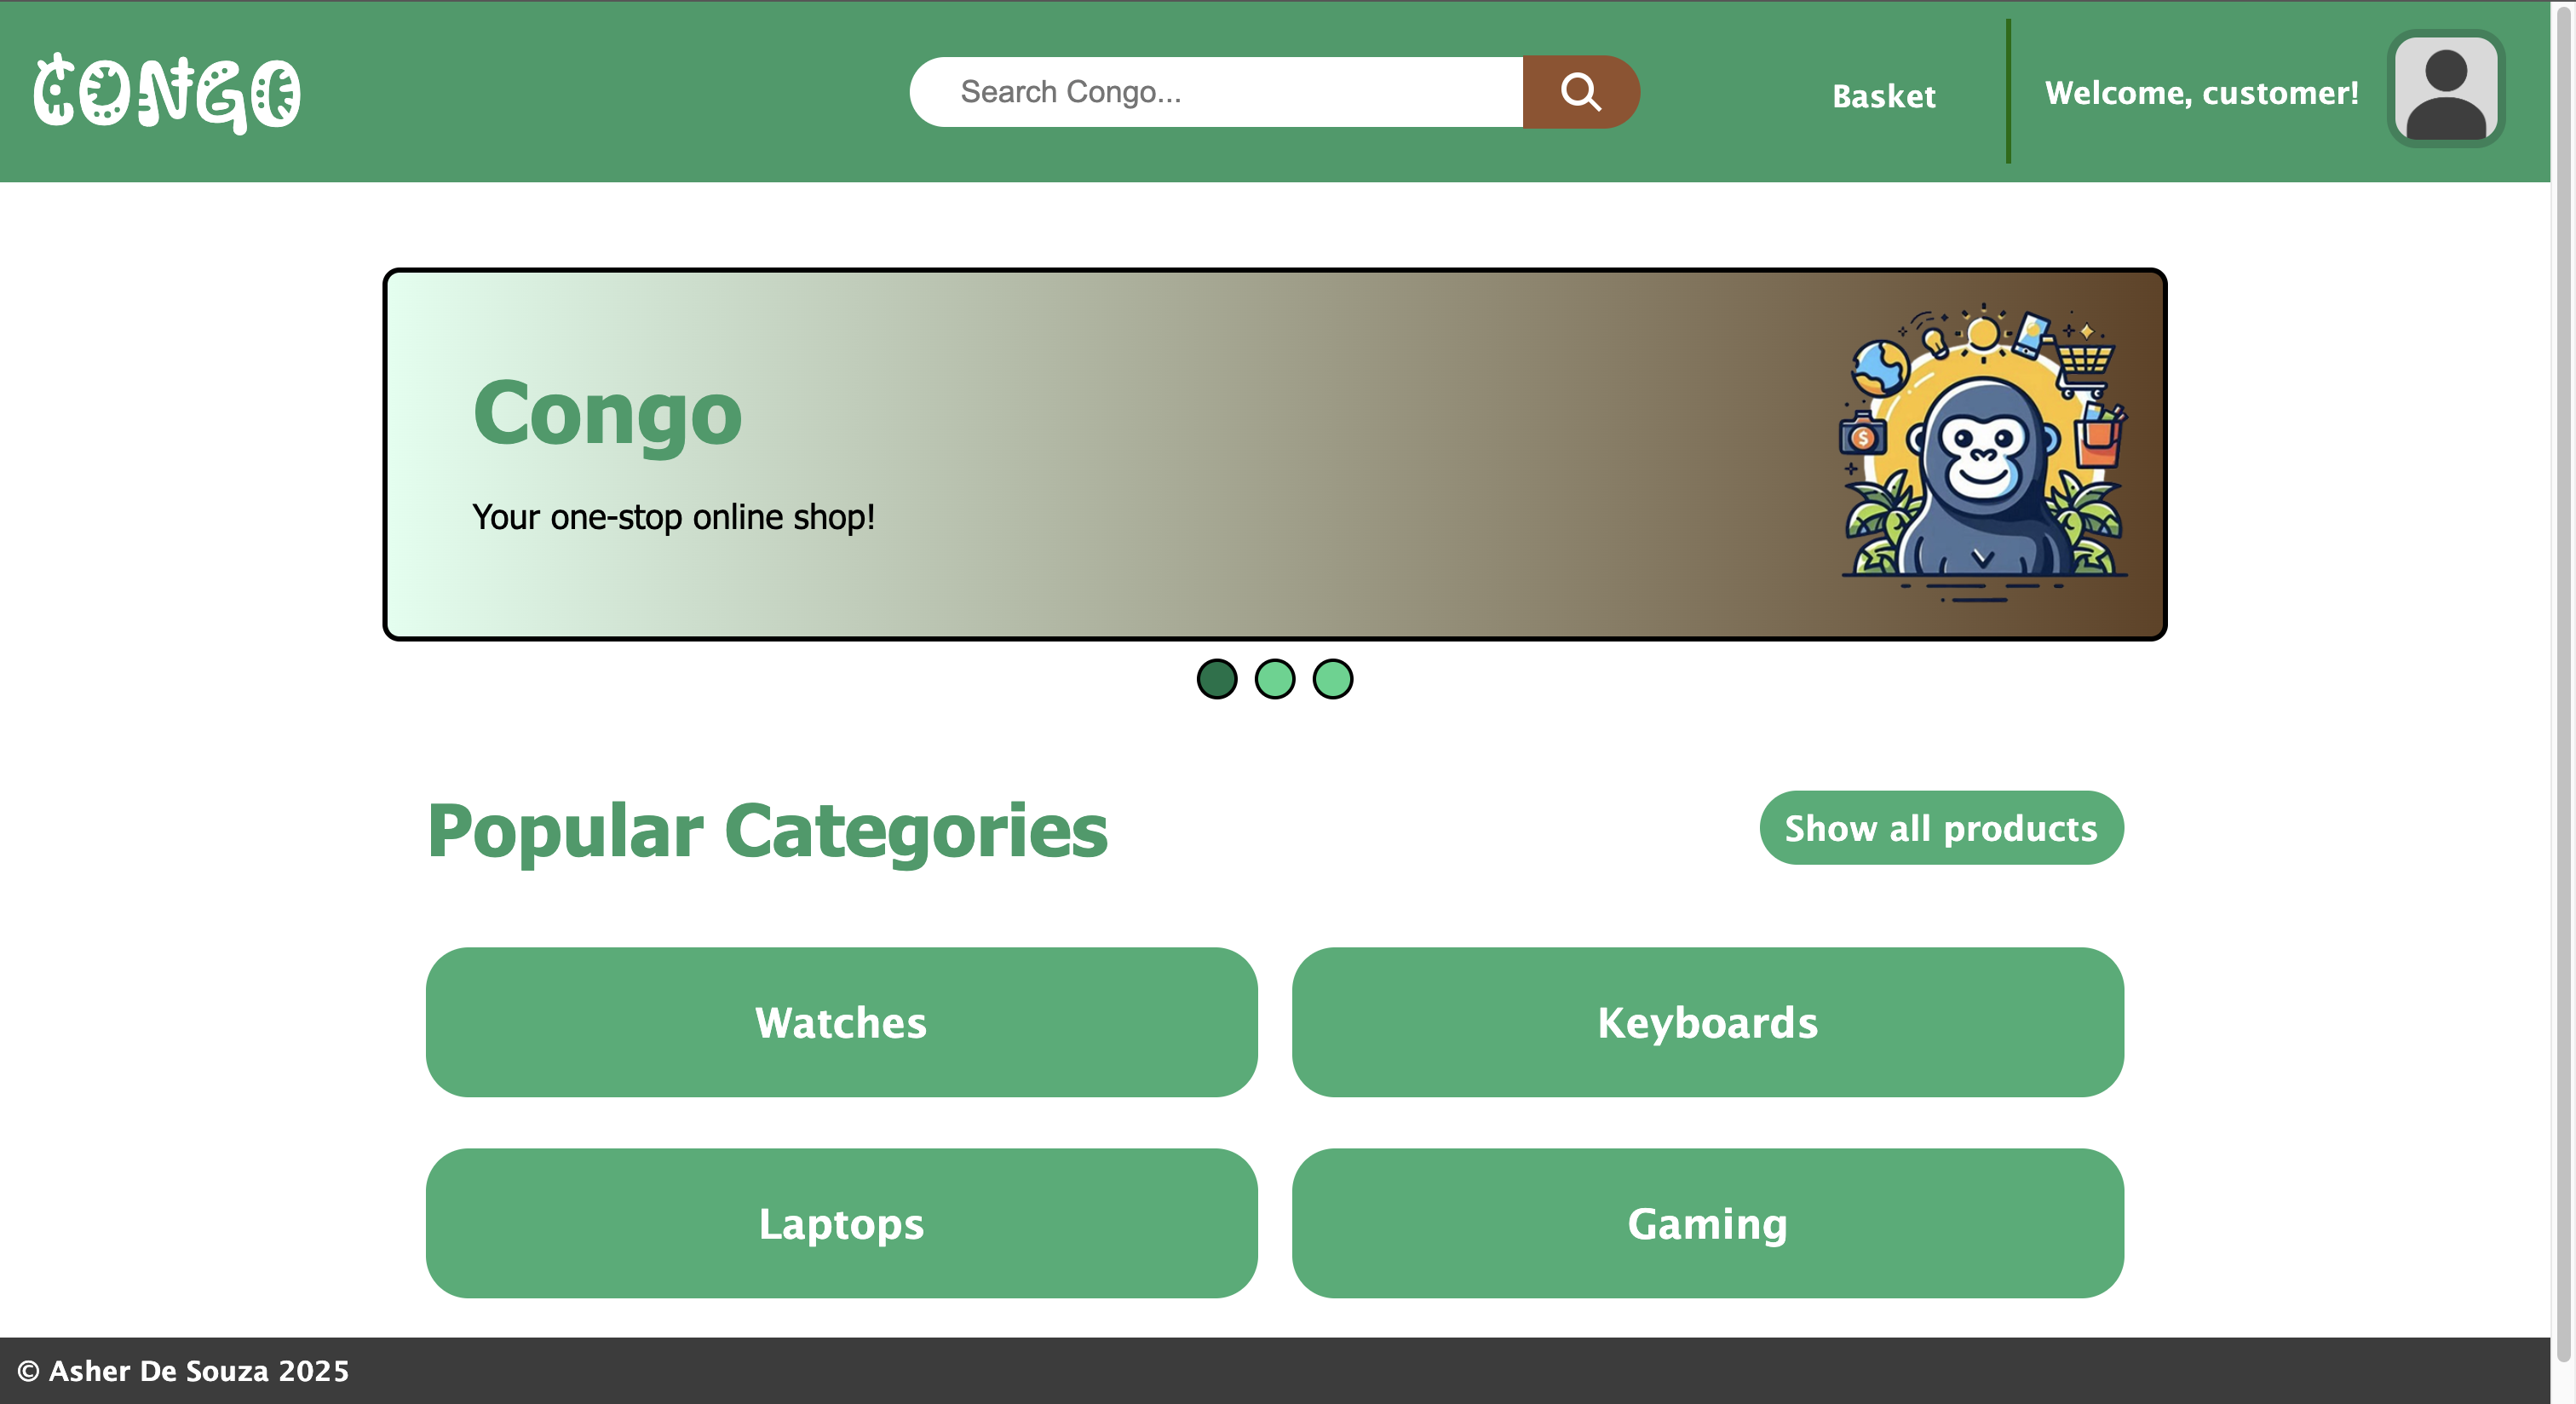 CONGO
Search Congo...
Basket
Welcome, customer!
Congo
Your one-stop online shop!
$
Popular Categories
Show all products
Watches
Keyboards
Laptops
Gaming
© Asher De Souza 2025